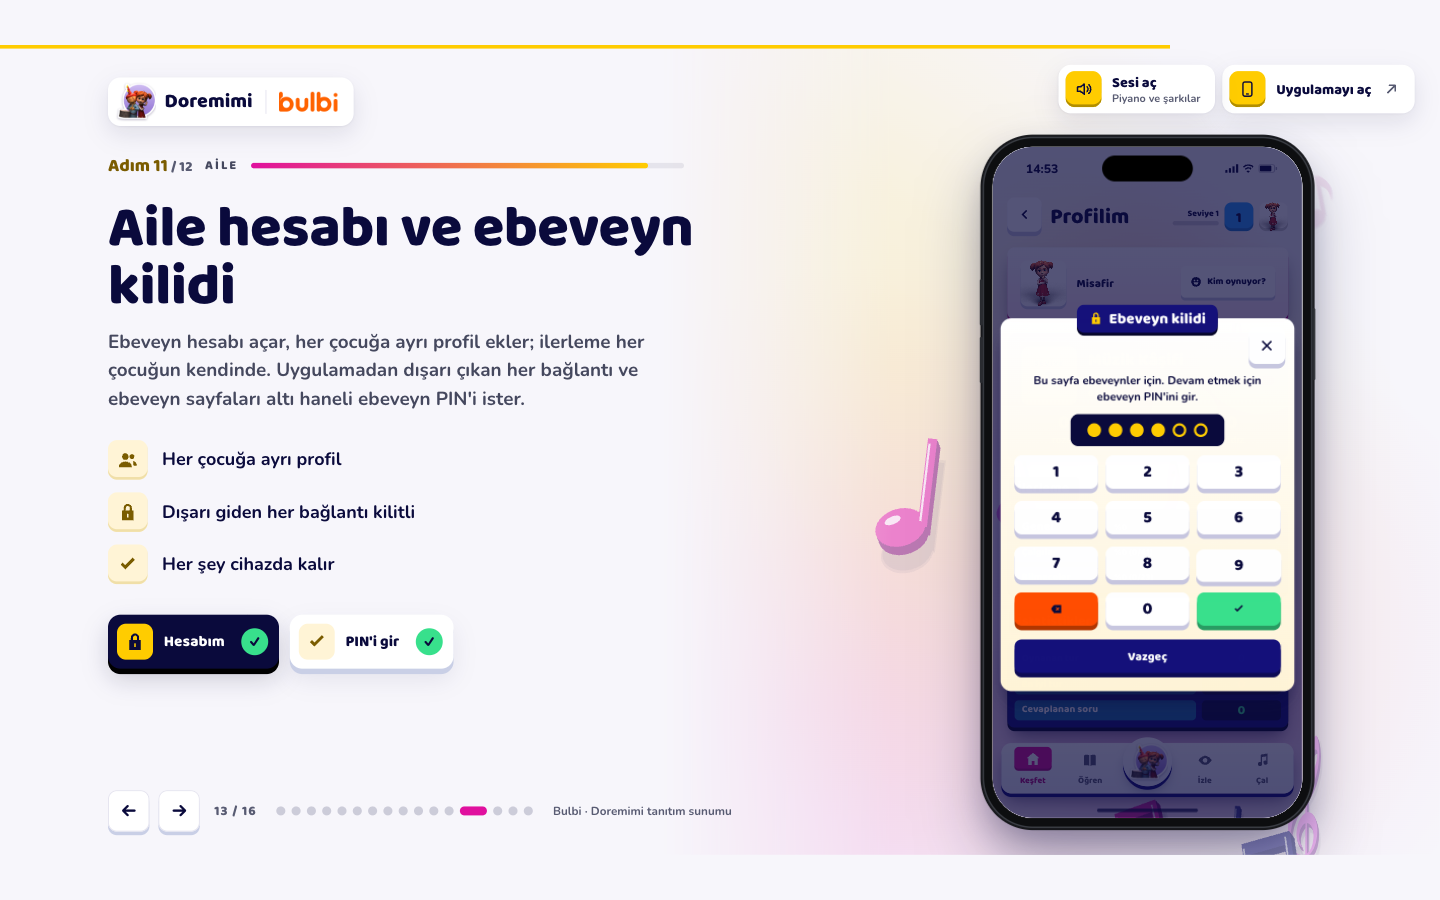 Doremimi
bulbi
Sesi aç
Piyano ve şarkılar
Uygulamayı aç
Adım 11 / 12 AİLE
Aile hesabı ve ebeveyn
kilidi
Ebeveyn hesabı açar, her çocuğa ayrı profil ekler; ilerleme her
çocuğun kendinde. Uygulamadan dışarı çıkan her bağlantı ve
ebeveyn sayfaları altı haneli ebeveyn PIN'i ister.
Her çocuğa ayrı profil
Dışarı giden her bağlantı kilitli
Her şey cihazda kalır
Hesabım
PIN'i gir
13 / 16
Bulbi · Doremimi tanıtım sunumu
14:53
Profilim
Seviye 1
1
Misafir
Kim oynuyor?
Ebeveyn kilidi
Bu sayfa ebeveynler için. Devam etmek için
ebeveyn PIN'ini gir.
1 2 3
4 5 6
7 8 9
0
Vazgeç
Cevaplanan soru 0
Keşfet Öğren İzle Çal